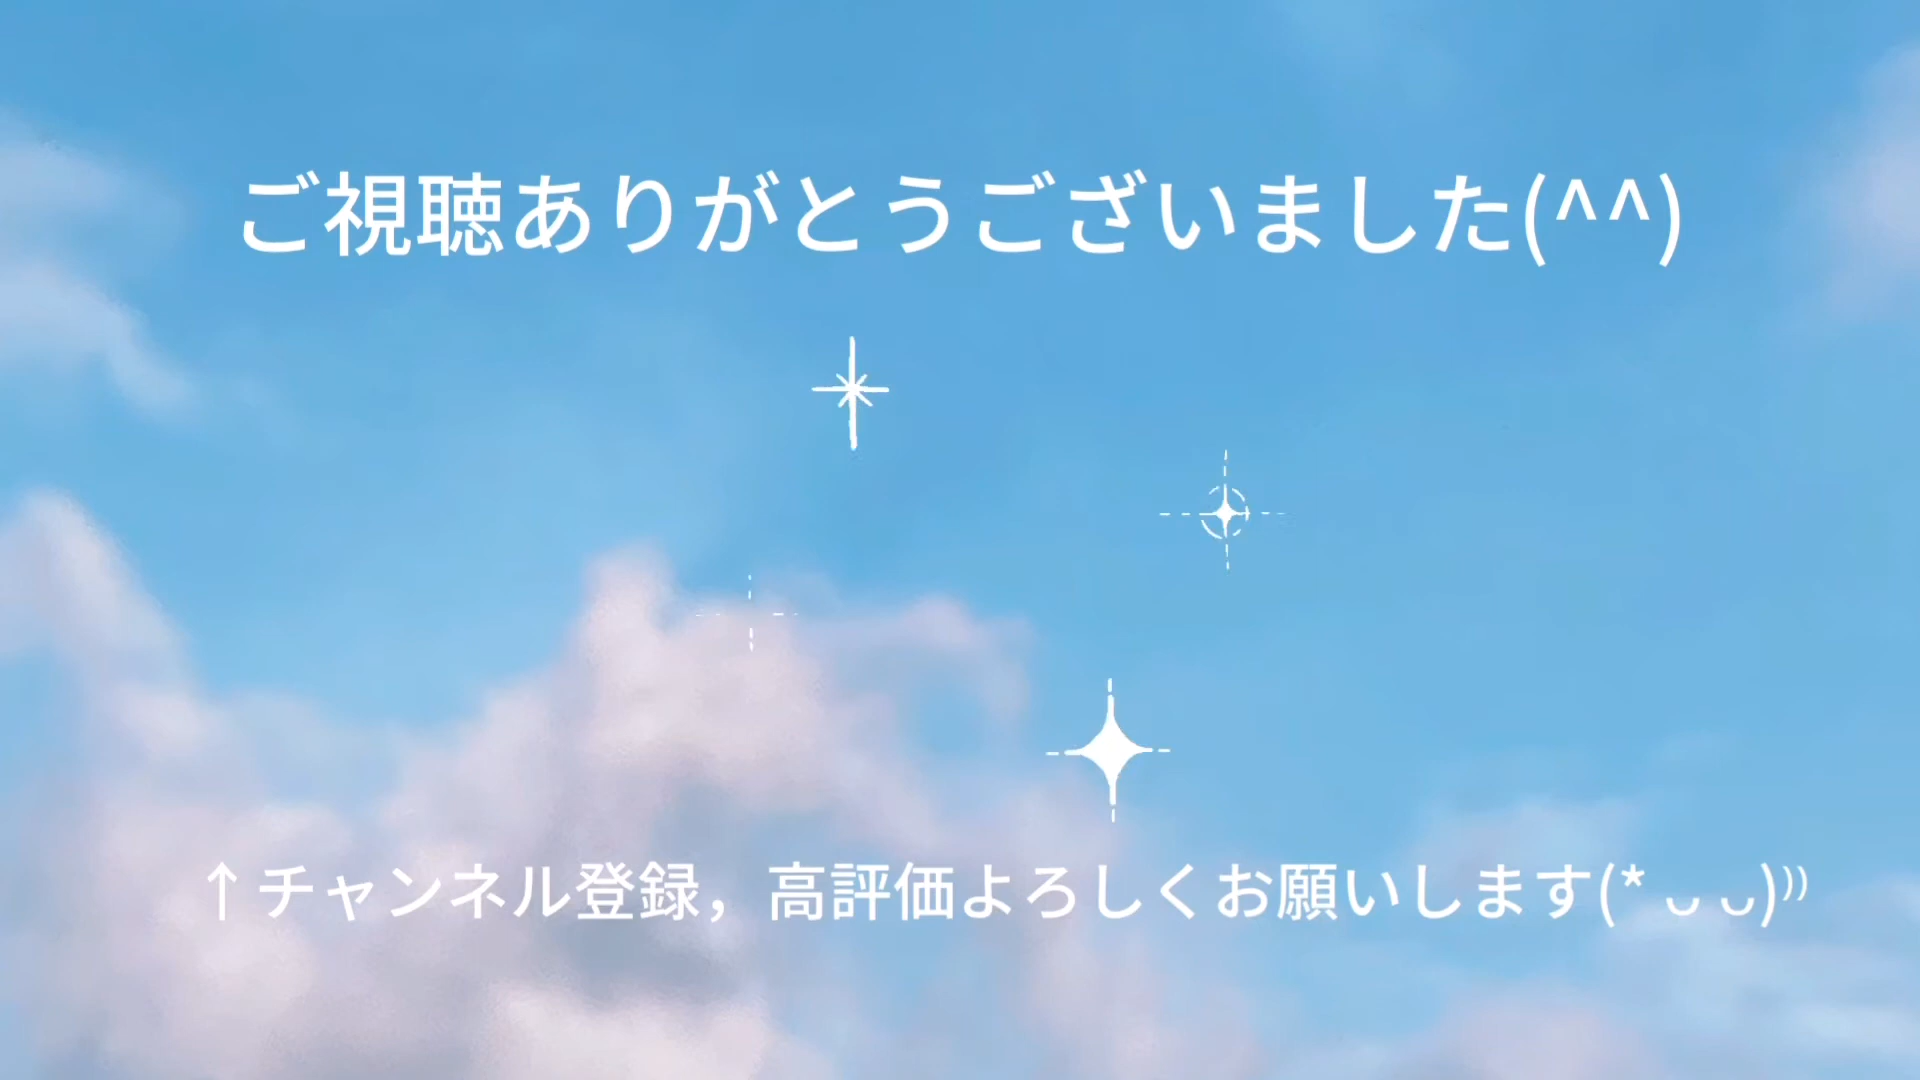 ご視聴ありがとうございました(^^)
↑チャンネル登録，高評価よろしくお願いします(* ᴗ ᴗ)⁾⁾